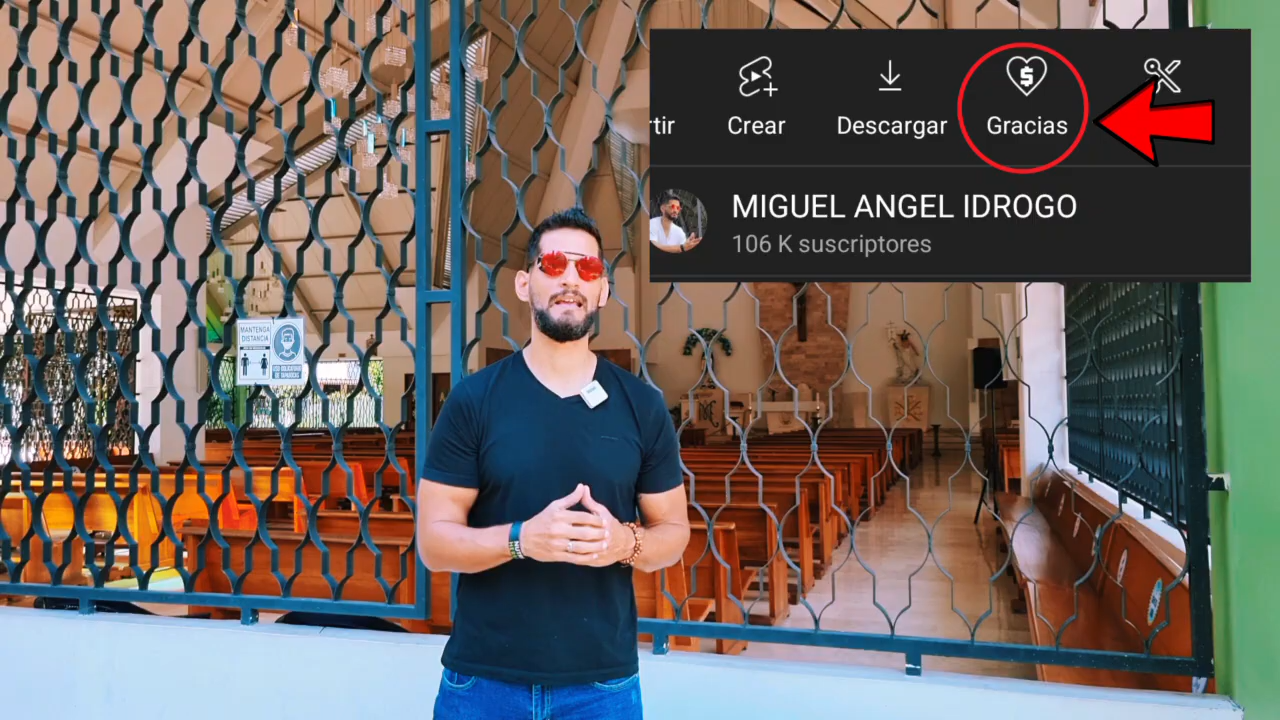 rtir
Crear
Descargar
Gracias
MIGUEL ANGEL IDROGO
106 K suscriptores
MANTENGA
DISTANCIA